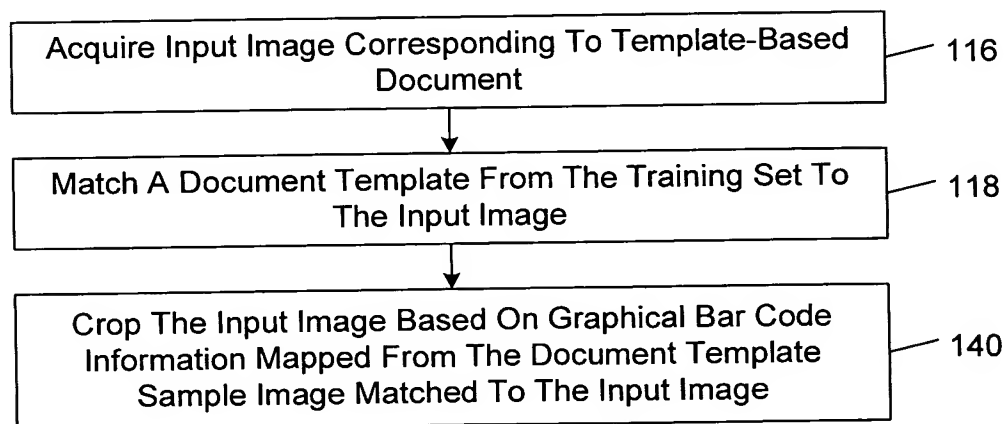 Acquire Input Image Corresponding To Template-Based
Document
116
Match A Document Template From The Training Set To
The Input Image
118
Crop The Input Image Based On Graphical Bar Code
Information Mapped From The Document Template
Sample Image Matched To The Input Image
140